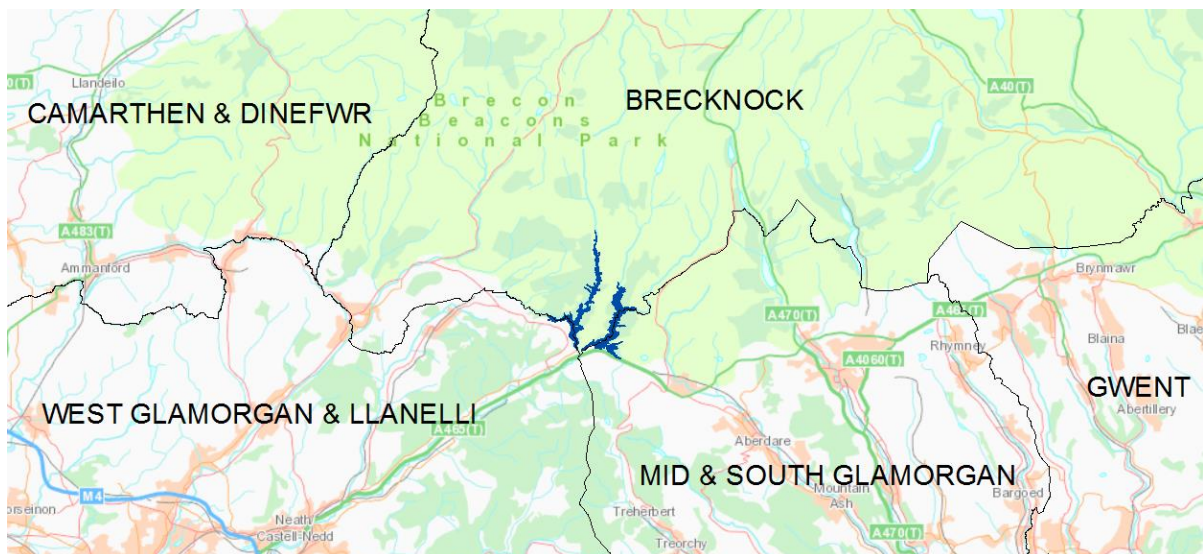 Llandeilo
CAMARTHEN & DINEFWR
Brecon
Beacons
National Park
BRECKNOCK
A40(T)
A483(T)
Ammanford
Brynmawr
A470(T)
A465(T)
Rhymney
Blaina
A4060(T)
WEST GLAMORGAN & LLANELLI
GWENT
Abertillery
A465(T)
Aberdare
MID & SOUTH GLAMORGAN
M4
Mountain
Ash
Bargoed
Neath
Castell-Nedd
Treherbert
Treorchy
A470(T)